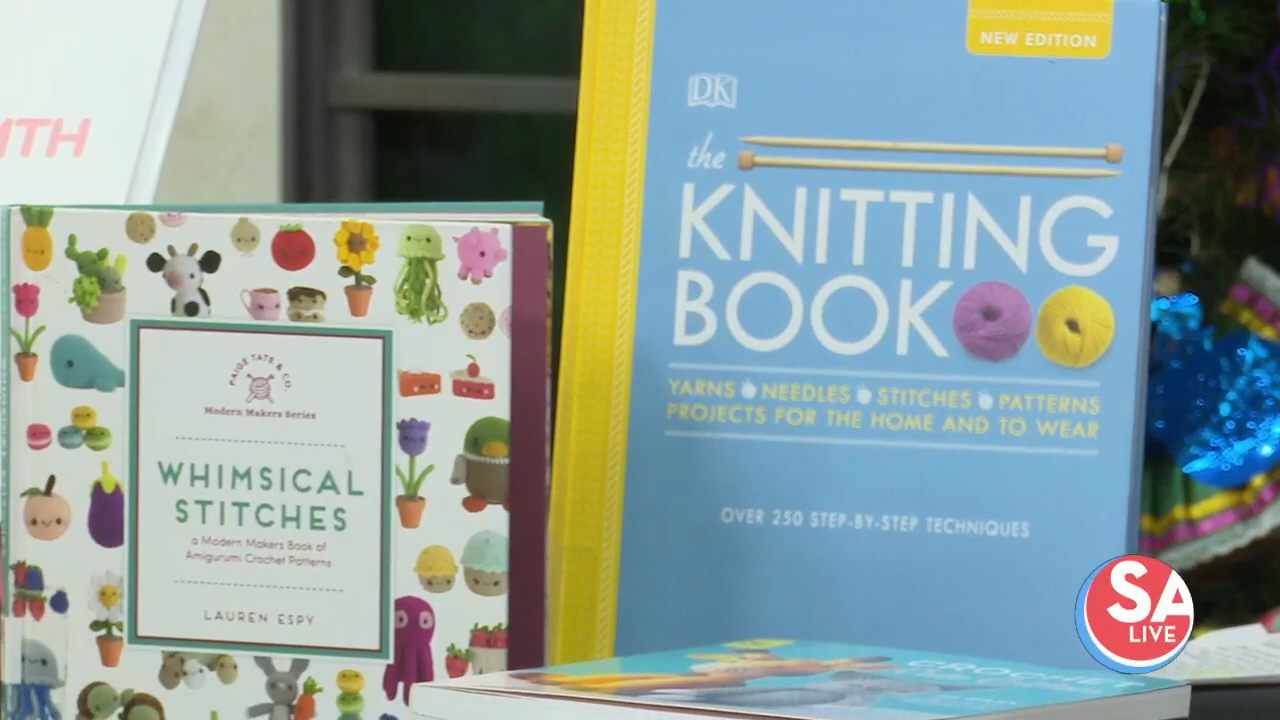 ITH
PAIGE TATE & CO.
Modern Makers Series
WHIMSICAL
STITCHES
a Modern Makers Book of
Amigurumi Crochet Patterns
LAUREN ESPY
NEW EDITION
DK
the
KNITTING
BOOK
YARNS NEEDLES STITCHES PATTERNS
PROJECTS FOR THE HOME AND TO WEAR
OVER 250 STEP-BY-STEP TECHNIQUES
CROCHE
SA
LIVE